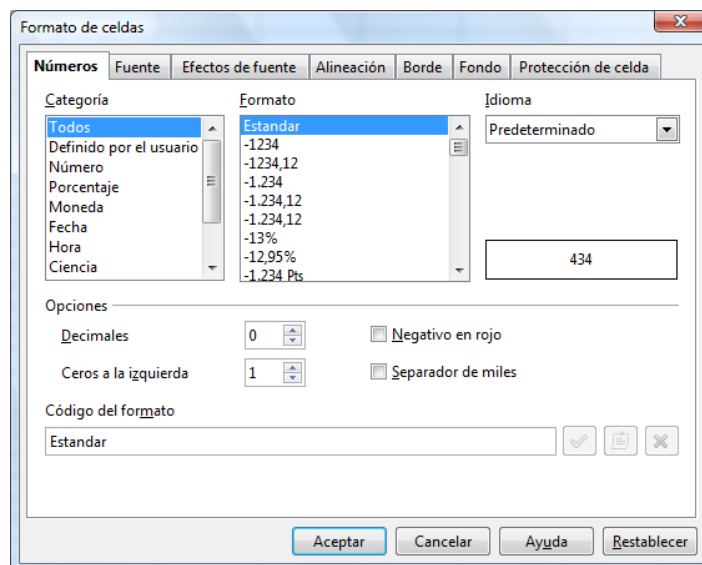 Formato de celdas
Números Fuente Efectos de fuente Alineación Borde Fondo Protección de celda
Categoría Formato Idioma
Todos
Definido por el usuario
Número
Porcentaje
Moneda
Fecha
Hora
Ciencia
Estandar
-1234
-1234,12
-1.234
-1.234,12
-1.234,12
-13%
-12,95%
-1.234 Pts
Predeterminado
434
Opciones
Decimales 0 Negativo en rojo
Ceros a la izquierda 1 Separador de miles
Código del formato
Estandar
Aceptar Cancelar Ayuda Restablecer